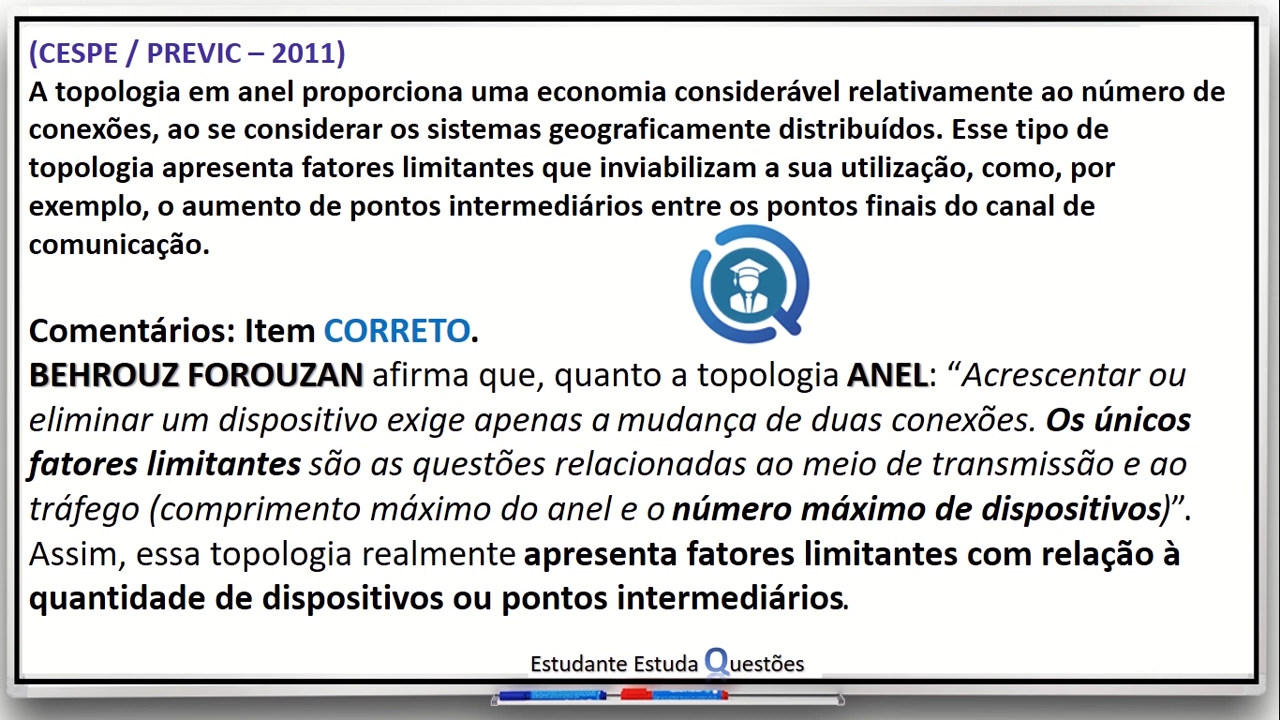 (CESPE / PREVIC – 2011)
A topologia em anel proporciona uma economia considerável relativamente ao número de
conexões, ao se considerar os sistemas geograficamente distribuídos. Esse tipo de
topologia apresenta fatores limitantes que inviabilizam a sua utilização, como, por
exemplo, o aumento de pontos intermediários entre os pontos finais do canal de
comunicação.
Comentários: Item CORRETO.
BEHROUZ FOROUZAN afirma que, quanto a topologia ANEL: “Acrescentar ou
eliminar um dispositivo exige apenas a mudança de duas conexões. Os únicos
fatores limitantes são as questões relacionadas ao meio de transmissão e ao
tráfego (comprimento máximo do anel e o número máximo de dispositivos)”.
Assim, essa topologia realmente apresenta fatores limitantes com relação à
quantidade de dispositivos ou pontos intermediários.
Estudante Estuda Questões